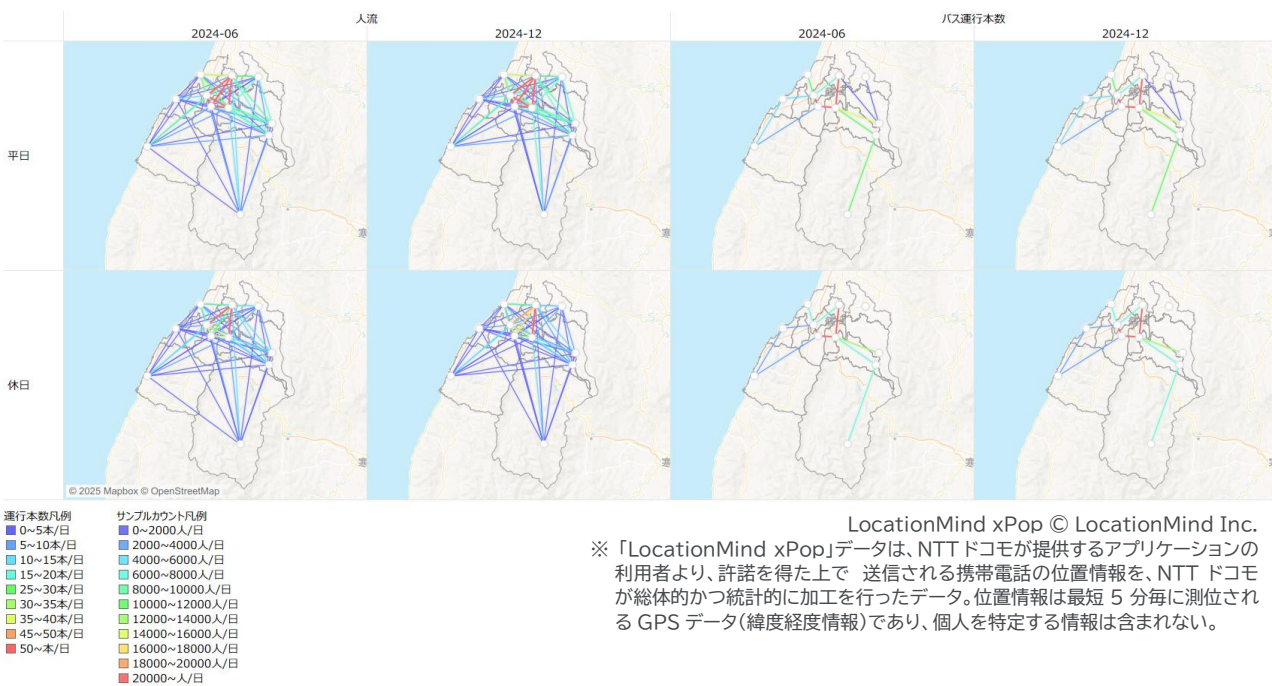 人流
バス運行本数
2024-06
2024-12
2024-06
2024-12
平日
休日
© 2025 Mapbox © OpenStreetMap
運行本数凡例
0~5本/日
5~10本/日
10~15本/日
15~20本/日
25~30本/日
30~35本/日
35~40本/日
45~50本/日
50~本/日
サンプルカウント凡例
0~2000人/日
2000~4000人/日
4000~6000人/日
6000~8000人/日
8000~10000人/日
10000~12000人/日
12000~14000人/日
14000~16000人/日
16000~18000人/日
18000~20000人/日
20000~人/日
LocationMind xPop © LocationMind Inc.
※ 「LocationMind xPop」データは、NTTドコモが提供するアプリケーションの
利用者より、許諾を得た上で 送信される携帯電話の位置情報を、NTT ドコモ
が総体的かつ統計的に加工を行ったデータ。位置情報は最短 5 分毎に測位され
る GPS データ(緯度経度情報)であり、個人を特定する情報は含まれない。